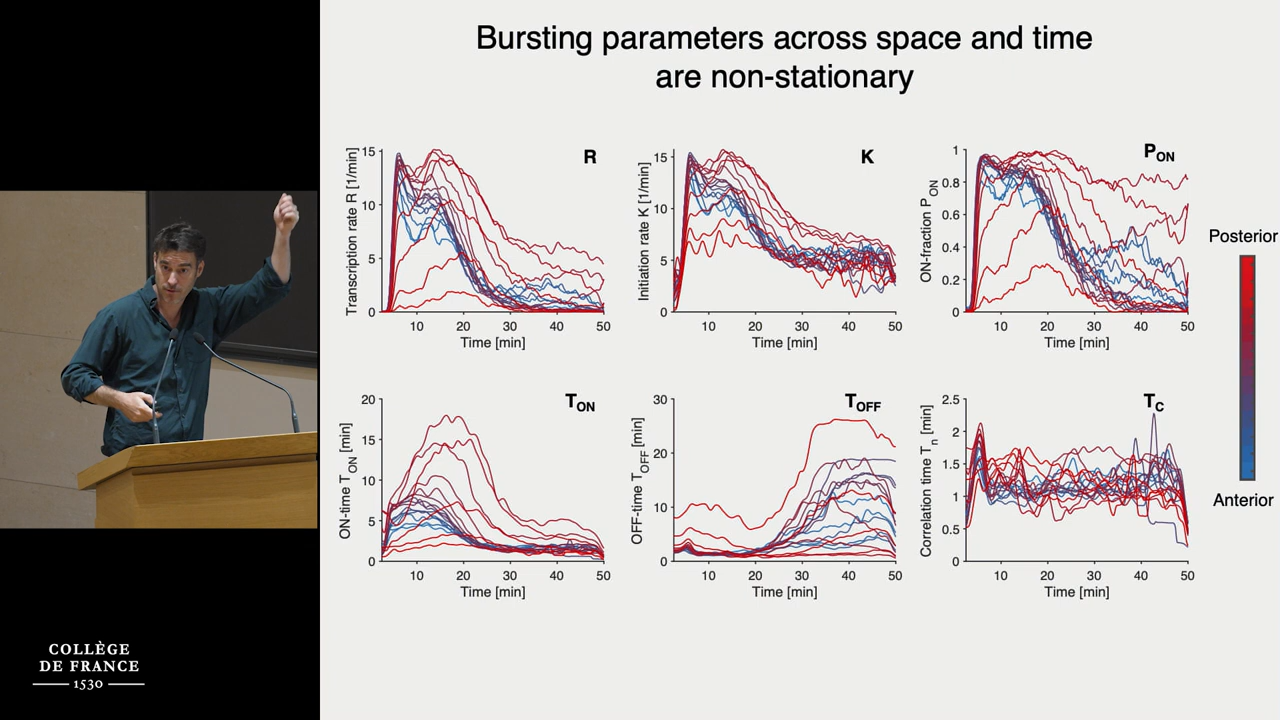 Bursting parameters across space and time
are non-stationary
R
Transcription rate R [1/min]
15
10
5
0
10 20 30 40 50
Time [min]
K
Initiation rate K [1/min]
15
10
5
0
10 20 30 40 50
Time [min]
PON
ON-fraction PON
1
0.8
0.6
0.4
0.2
0
10 20 30 40 50
Time [min]
TON
ON-time TON [min]
20
15
10
5
0
10 20 30 40 50
Time [min]
TOFF
OFF-time TOFF [min]
30
20
10
0
10 20 30 40 50
Time [min]
TC
Correlation time Tn [min]
2.5
2
1.5
1
0.5
0
10 20 30 40 50
Time [min]
Posterior
Anterior
COLLÈGE
DE FRANCE
1530